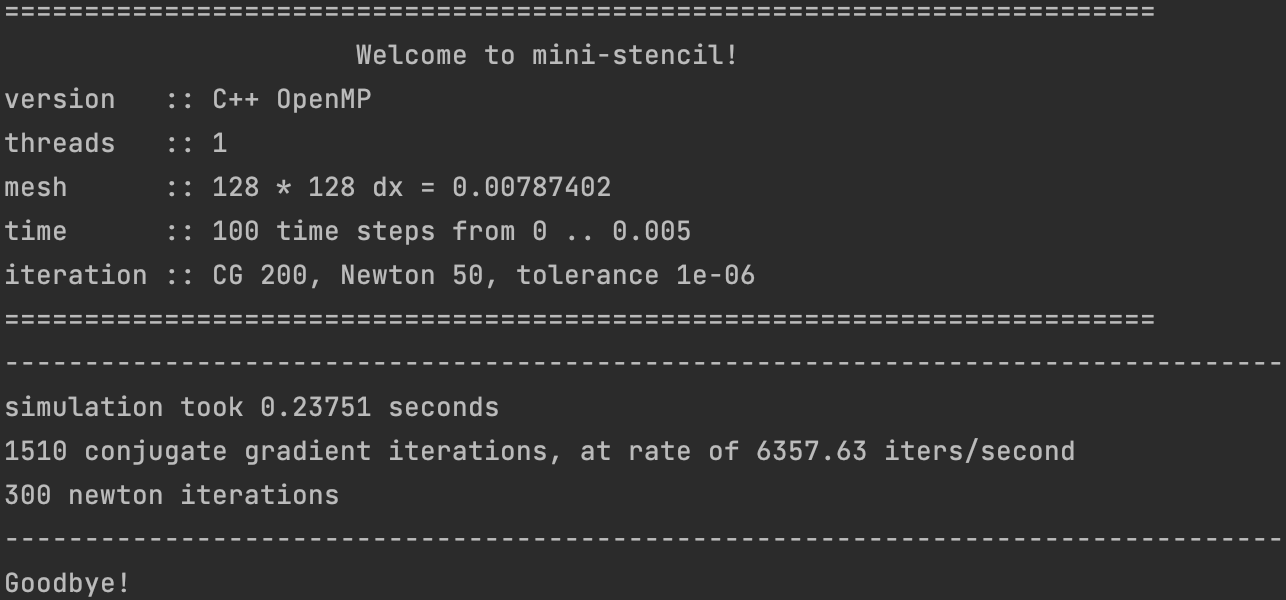 ========================================================================
                      Welcome to mini-stencil!
version   :: C++ OpenMP
threads   :: 1
mesh      :: 128 * 128 dx = 0.00787402
time      :: 100 time steps from 0 .. 0.005
iteration :: CG 200, Newton 50, tolerance 1e-06
========================================================================
--------------------------------------------------------------------------------
simulation took 0.23751 seconds
1510 conjugate gradient iterations, at rate of 6357.63 iters/second
300 newton iterations
--------------------------------------------------------------------------------
Goodbye!